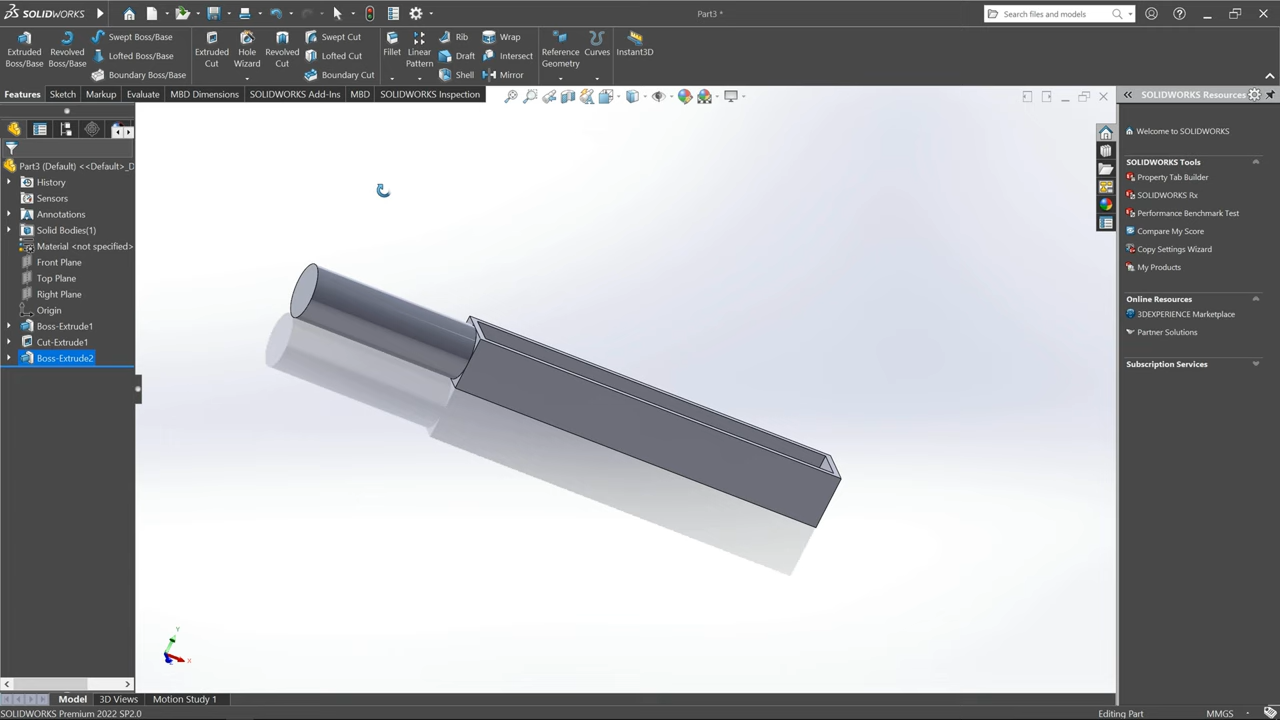 SOLIDWORKS
Part3 *
Search files and models
Extruded Boss/Base
Revolved Boss/Base
Swept Boss/Base
Lofted Boss/Base
Boundary Boss/Base
Extruded Cut
Hole Wizard
Revolved Cut
Swept Cut
Lofted Cut
Boundary Cut
Fillet
Linear Pattern
Rib
Draft
Shell
Wrap
Intersect
Mirror
Reference Geometry
Curves
Instant3D
Features
Sketch
Markup
Evaluate
MBD Dimensions
SOLIDWORKS Add-Ins
MBD
SOLIDWORKS Inspection
Part3 (Default) <<Default>_D
History
Sensors
Annotations
Solid Bodies(1)
Material <not specified>
Front Plane
Top Plane
Right Plane
Origin
Boss-Extrude1
Cut-Extrude1
Boss-Extrude2
Y
X
SOLIDWORKS Resources
Welcome to SOLIDWORKS
SOLIDWORKS Tools
Property Tab Builder
SOLIDWORKS Rx
Performance Benchmark Test
Compare My Score
Copy Settings Wizard
My Products
Online Resources
3DEXPERIENCE Marketplace
Partner Solutions
Subscription Services
Model
3D Views
Motion Study 1
SOLIDWORKS Premium 2022 SP2.0
Editing Part
MMGS